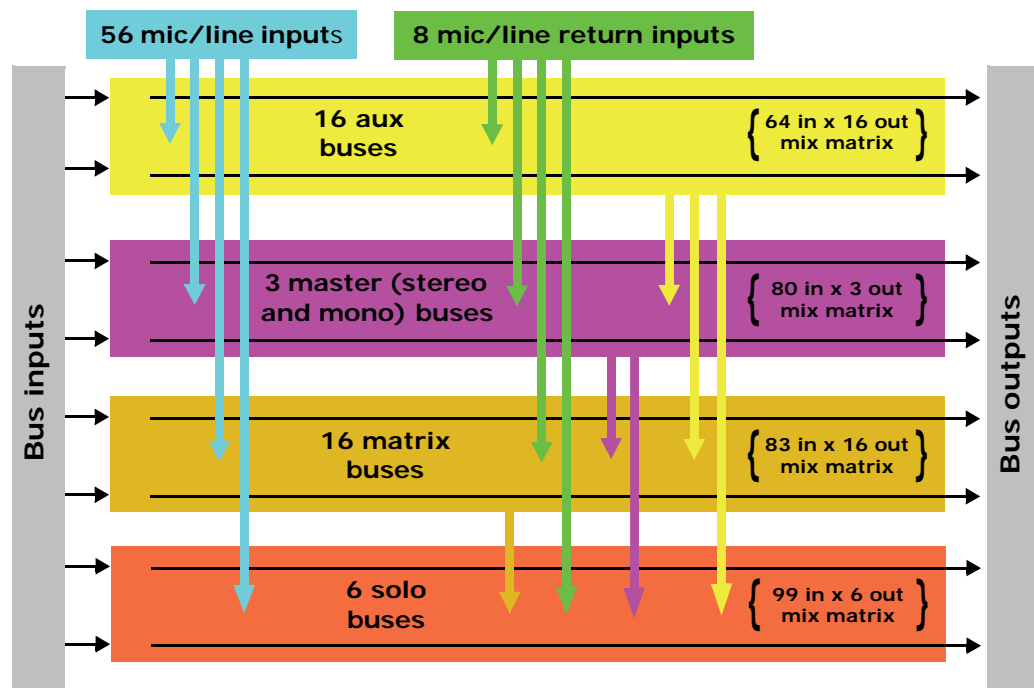 56 mic/line inputs
8 mic/line return inputs
Bus inputs
16 aux
buses
{ 64 in x 16 out
mix matrix }
3 master (stereo
and mono) buses
{ 80 in x 3 out
mix matrix }
16 matrix
buses
{ 83 in x 16 out
mix matrix }
6 solo
buses
{ 99 in x 6 out
mix matrix }
Bus outputs